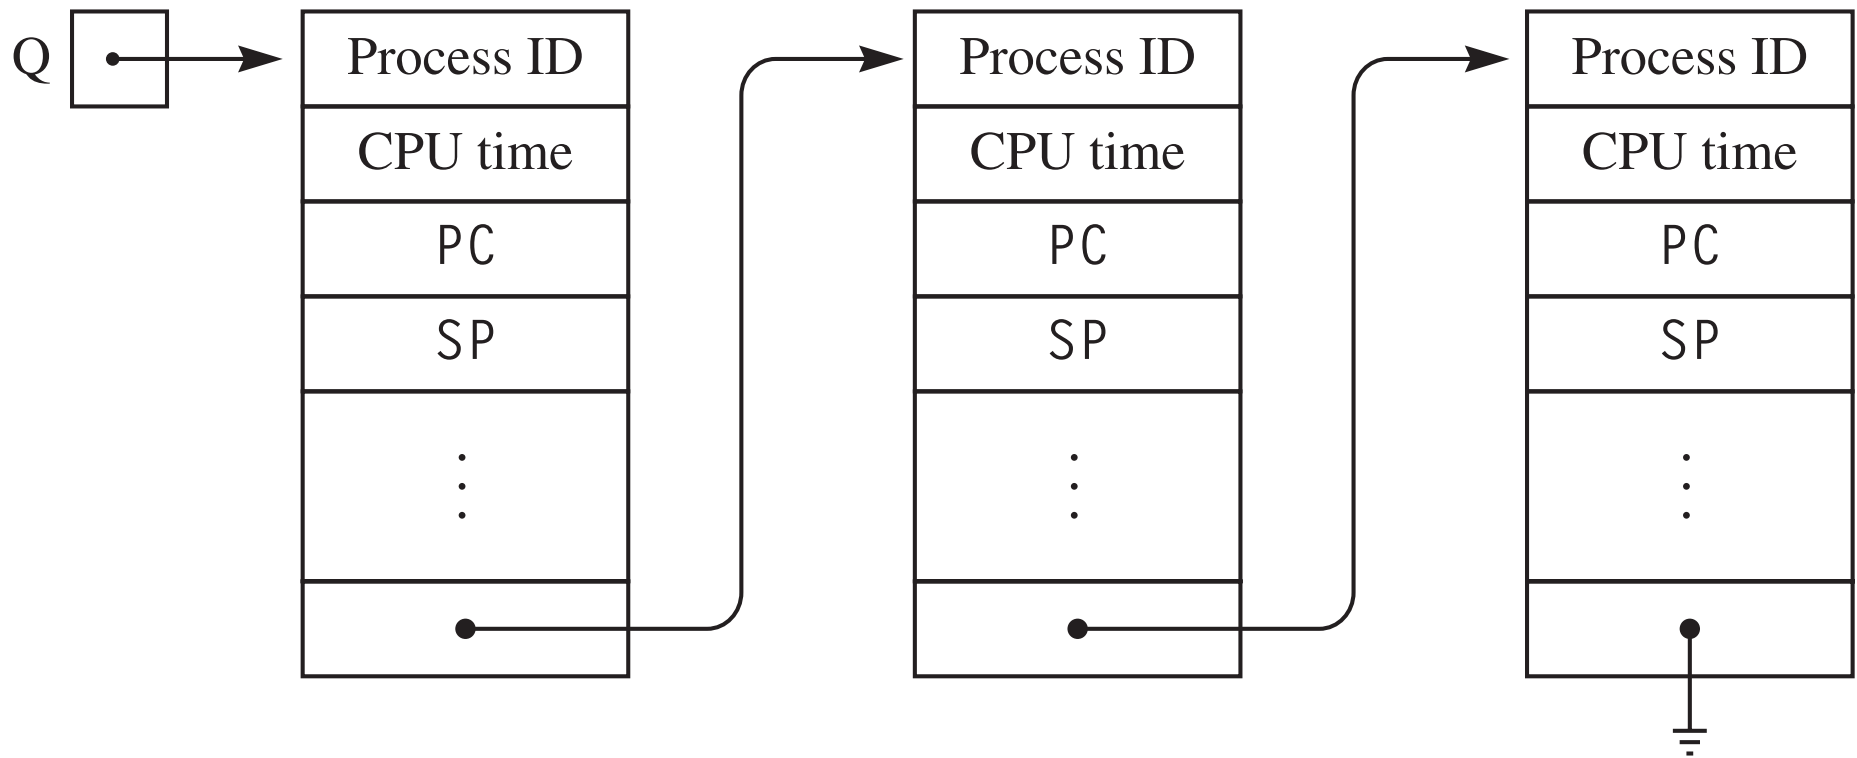 Q
Process ID
CPU time
PC
SP
Process ID
CPU time
PC
SP
Process ID
CPU time
PC
SP